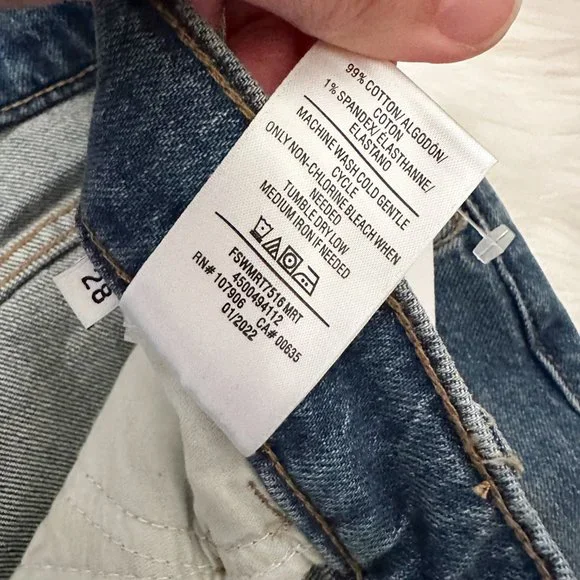 99% COTTON/ALGODÓN/
COTON
1% SPANDEX/ÉLASTHANNE/
ELASTANO
MACHINE WASH COLD GENTLE
CYCLE
ONLY NON-CHLORINE BLEACH WHEN
NEEDED
TUMBLE DRY LOW
MEDIUM IRON IF NEEDED
FSWMRT7516 MRT
4500494112
RN# 107906 CA# 00635
01/2022
28